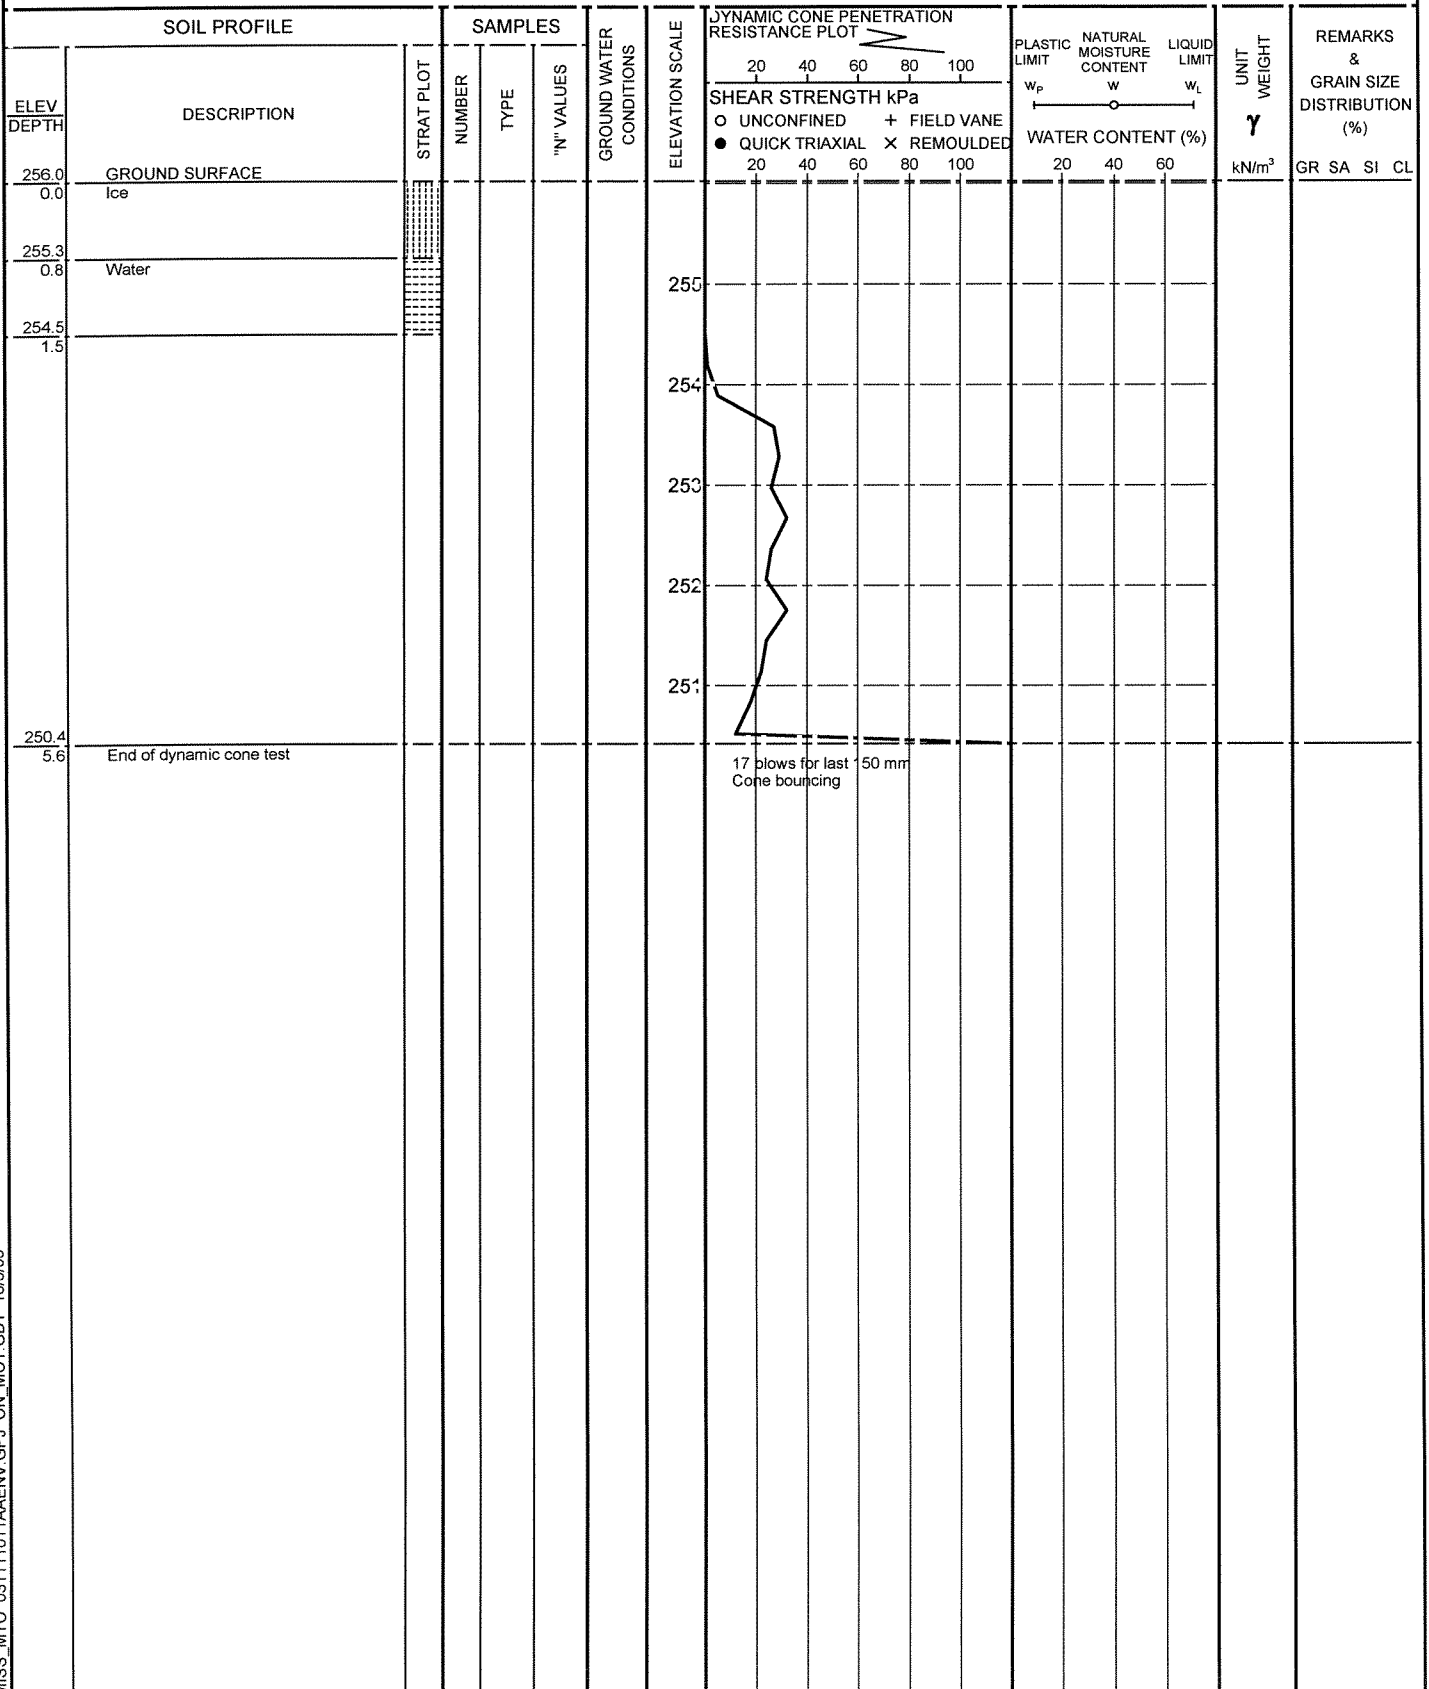 SOIL PROFILE
SAMPLES
GROUND WATER
CONDITIONS
ELEVATION SCALE
DYNAMIC CONE PENETRATION
RESISTANCE PLOT
20 40 60 80 100
SHEAR STRENGTH kPa
○ UNCONFINED + FIELD VANE
● QUICK TRIAXIAL × REMOULDED
20 40 60 80 100
PLASTIC
LIMIT
NATURAL
MOISTURE
CONTENT
LIQUID
LIMIT
WP W WL
WATER CONTENT (%)
20 40 60
UNIT
WEIGHT
γ
kN/m³
REMARKS
&
GRAIN SIZE
DISTRIBUTION
(%)
GR SA SI CL
ELEV
DEPTH
DESCRIPTION
STRAT PLOT
NUMBER
TYPE
"N" VALUES
256.0 GROUND SURFACE
0.0 Ice
255.3
0.8 Water
255
254.5
1.5
254
253
252
251
250.4
5.6 End of dynamic cone test
17 blows for last 150 mm
Cone bouncing